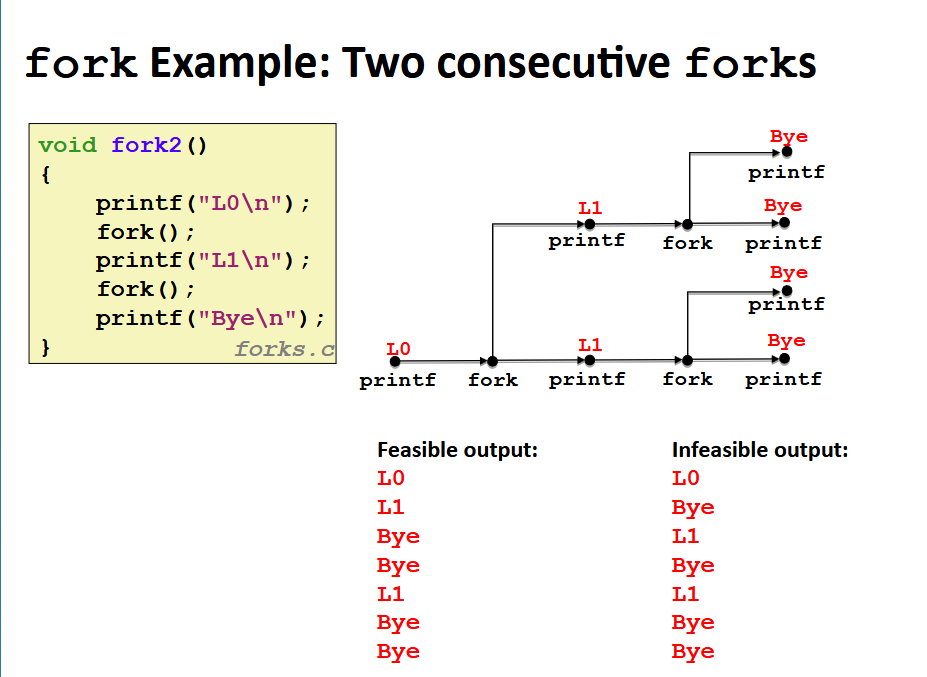 fork Example: Two consecutive forks
void fork2()
{
printf("L0\n");
fork();
printf("L1\n");
fork();
printf("Bye\n");
}
forks.c
Bye
printf
L1
Bye
printf
fork
printf
Bye
printf
L0
L1
Bye
printf
fork
printf
fork
printf
Feasible output:
L0
L1
Bye
Bye
L1
Bye
Bye
Infeasible output:
L0
Bye
L1
Bye
L1
Bye
Bye